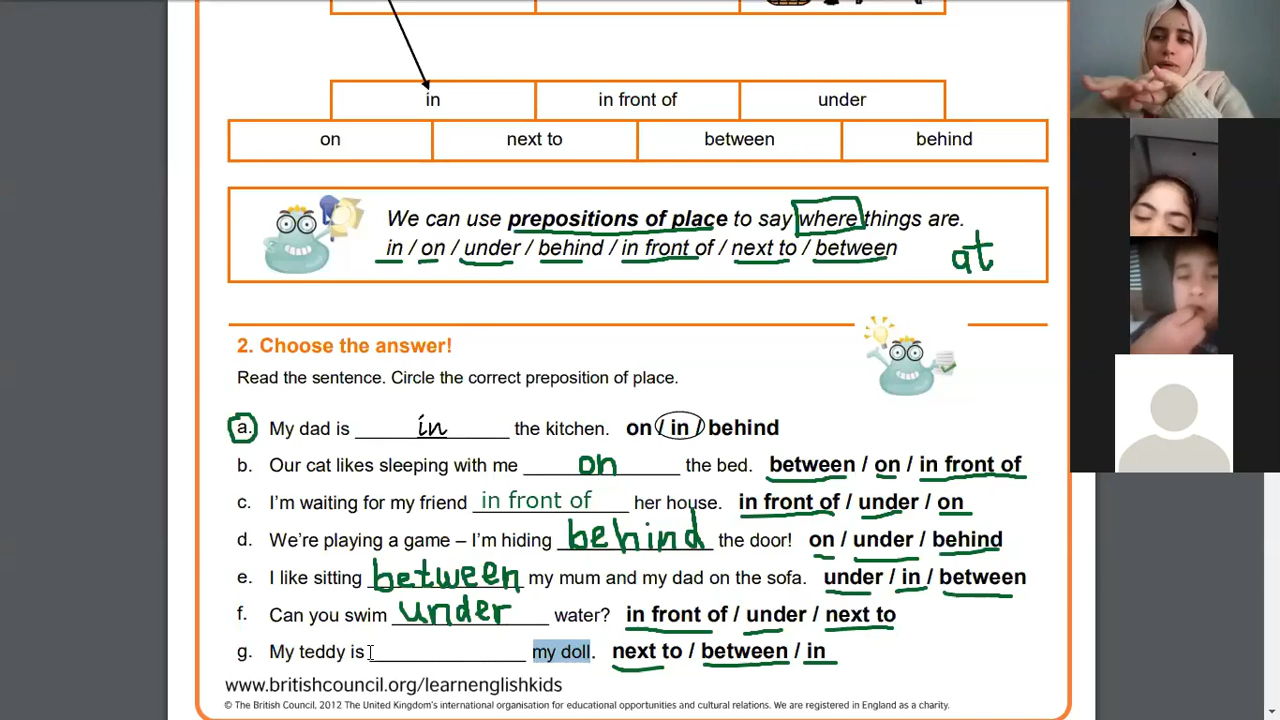 in in front of under
on next to between behind
We can use prepositions of place to say where things are.
in / on / under / behind / in front of / next to / between
at
2. Choose the answer!
Read the sentence. Circle the correct preposition of place.
a. My dad is in the kitchen. on / in / behind
b. Our cat likes sleeping with me on the bed. between / on / in front of
c. I'm waiting for my friend in front of her house. in front of / under / on
d. We're playing a game – I'm hiding behind the door! on / under / behind
e. I like sitting between my mum and my dad on the sofa. under / in / between
f. Can you swim under water? in front of / under / next to
g. My teddy is ______________ my doll. next to / between / in
www.britishcouncil.org/learnenglishkids
© The British Council, 2012 The United Kingdom's international organisation for educational opportunities and cultural relations. We are registered in England as a charity.